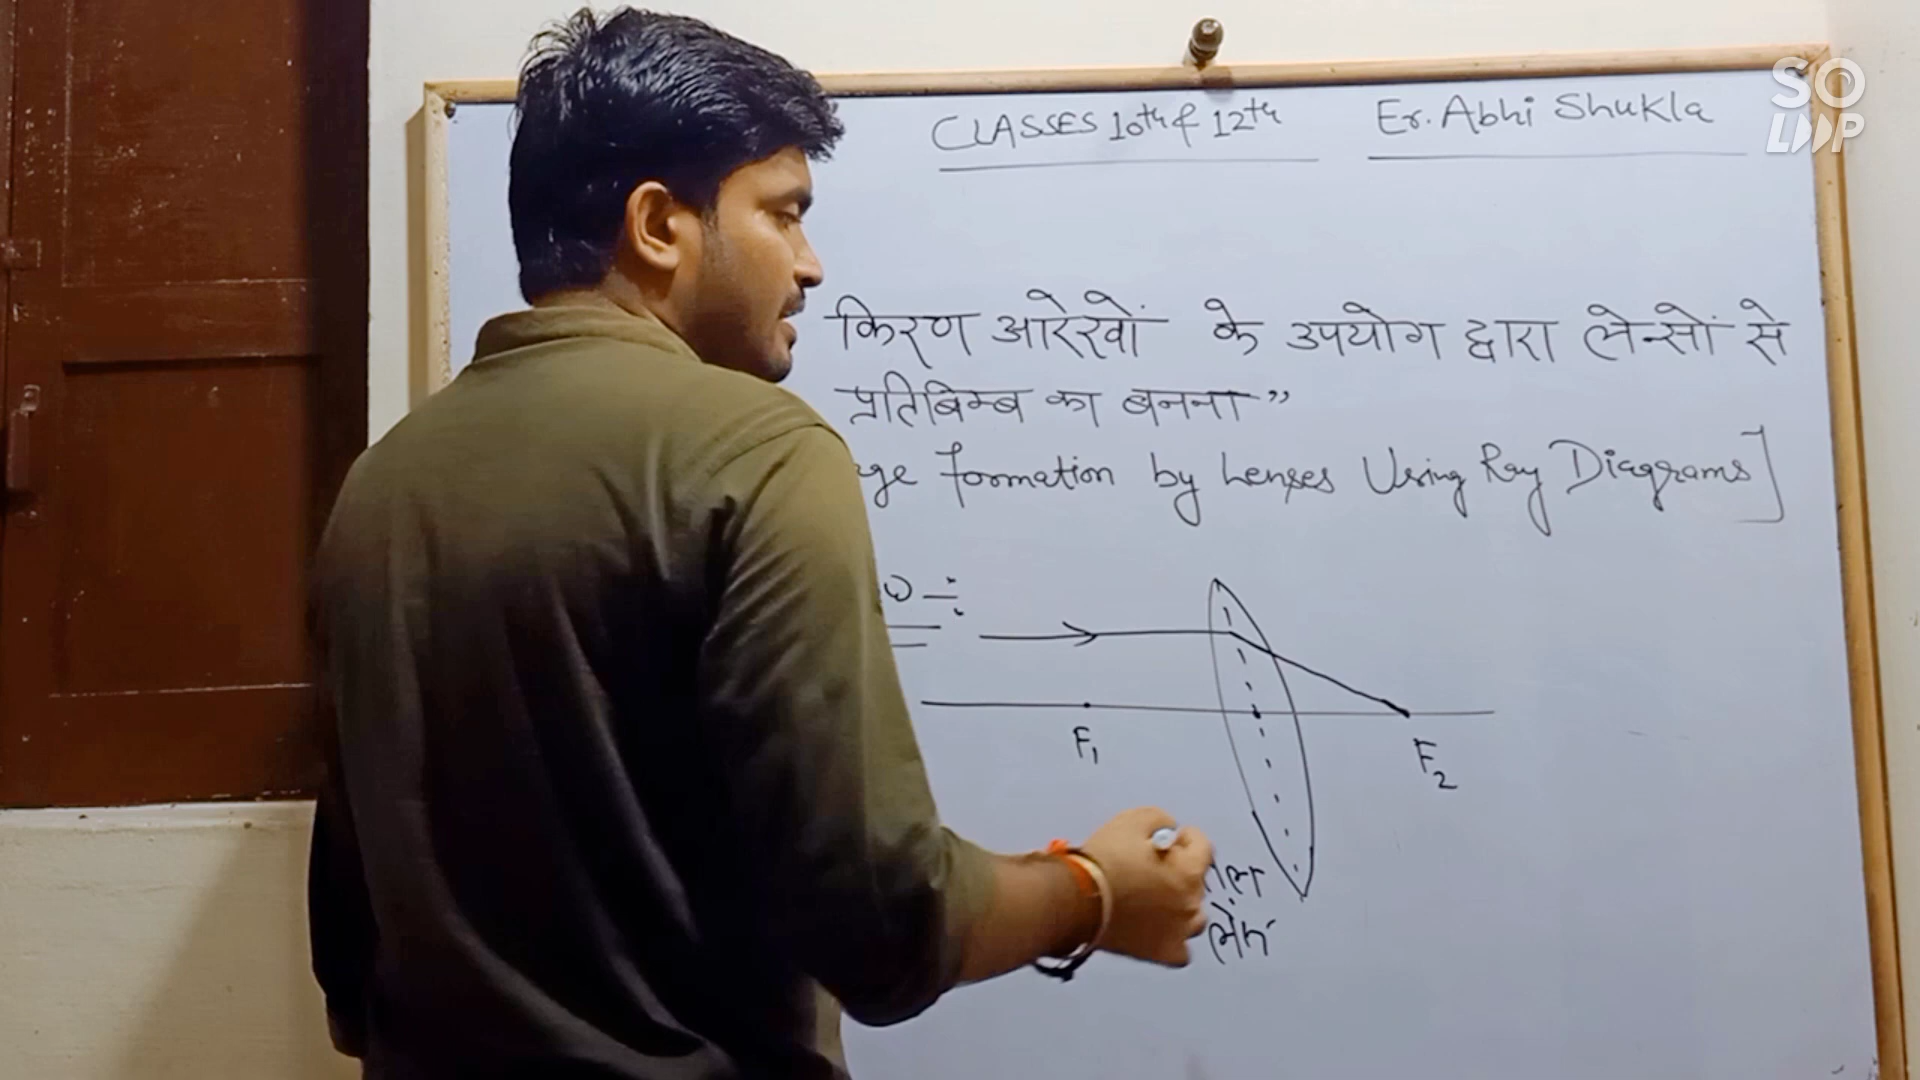 SO
LOOP
CLASSES 10th & 12th
Er. Abhi Shukla
किरण आरेखों के उपयोग द्वारा लेन्सों से
प्रतिबिम्ब का बनना”
formation by Lenses Using Ray Diagrams]
F₁
F₂